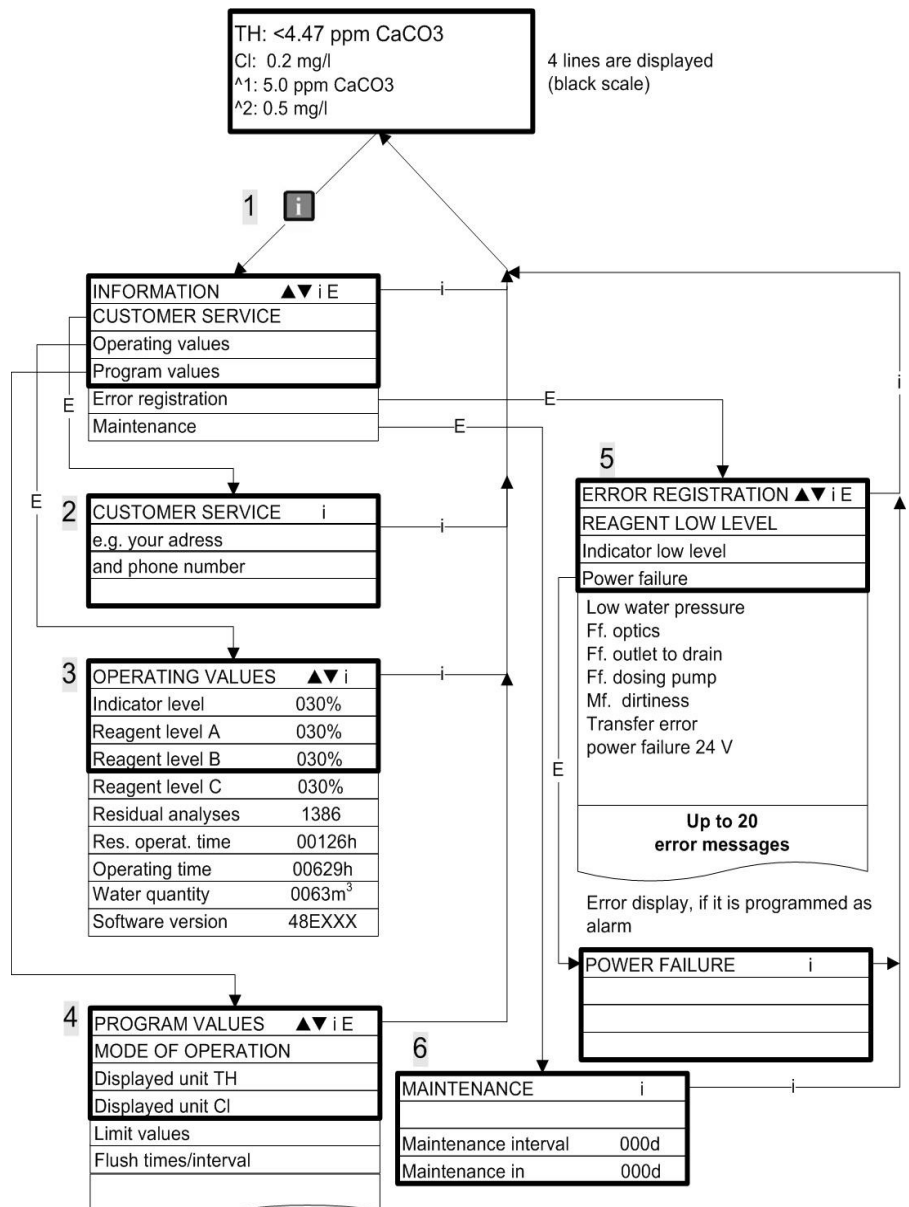 TH: <4.47 ppm CaCO3
Cl: 0.2 mg/l
^1: 5.0 ppm CaCO3
^2: 0.5 mg/l
4 lines are displayed
(black scale)
1 i
INFORMATION ▲▼ i E
CUSTOMER SERVICE
Operating values
Program values
Error registration
Maintenance
i
E
E
E
E
i
2
CUSTOMER SERVICE i
e.g. your adress
and phone number
i
3
OPERATING VALUES ▲▼ i
Indicator level 030%
Reagent level A 030%
Reagent level B 030%
Reagent level C 030%
Residual analyses 1386
Res. operat. time 00126h
Operating time 00629h
Water quantity 0063m³
Software version 48EXXX
i
4
PROGRAM VALUES ▲▼ i E
MODE OF OPERATION
Displayed unit TH
Displayed unit Cl
Limit values
Flush times/interval
5
ERROR REGISTRATION ▲▼ i E
REAGENT LOW LEVEL
Indicator low level
Power failure
Low water pressure
Ff. optics
Ff. outlet to drain
Ff. dosing pump
Mf. dirtiness
Transfer error
power failure 24 V
E
Up to 20
error messages
Error display, if it is programmed as
alarm
POWER FAILURE i
6
MAINTENANCE i
Maintenance interval 000d
Maintenance in 000d
i